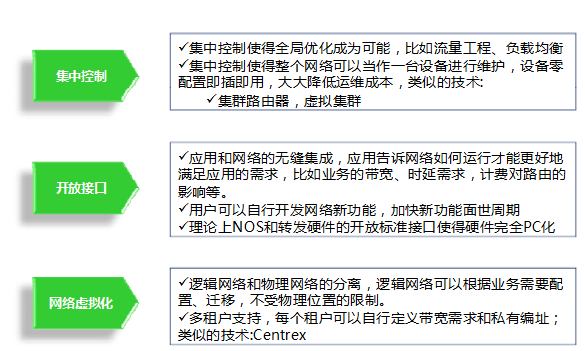 集中控制
✓集中控制使得全局优化成为可能，比如流量工程、负载均衡
✓集中控制使得整个网络可以当作一台设备进行维护，设备零
配置即插即用，大大降低运维成本，类似的技术:
✓集群路由器，虚拟集群
开放接口
✓应用和网络的无缝集成，应用告诉网络如何运行才能更好地
满足应用的需求，比如业务的带宽、时延需求，计费对路由的
影响等。
✓用户可以自行开发网络新功能，加快新功能面世周期
✓理论上NOS和转发硬件的开放标准接口使得硬件完全PC化
网络虚拟化
✓逻辑网络和物理网络的分离，逻辑网络可以根据业务需要配
置、迁移，不受物理位置的限制。
✓多租户支持，每个租户可以自行定义带宽需求和私有编址；
类似的技术:Centrex